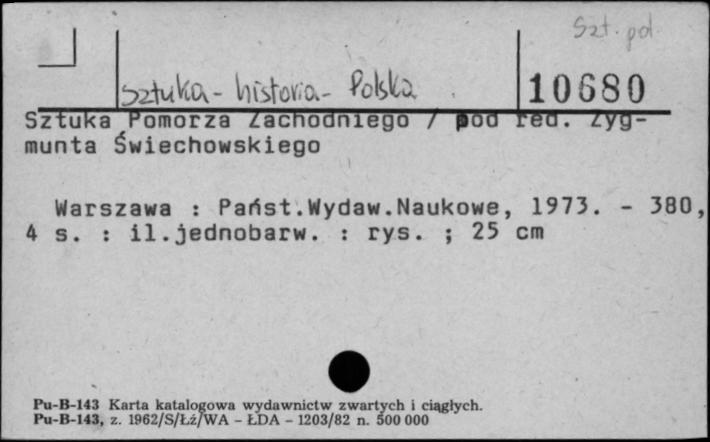 Szt. pol.
Sztuka - historia - Polska
10680
Sztuka Pomorza Zachodniego / pod red. Zyg-
munta Świechowskiego
Warszawa : Państ.Wydaw.Naukowe, 1973. - 380,
4 s. : il.jednobarw. : rys. ; 25 cm
Pu-B-143 Karta katalogowa wydawnictw zwartych i ciągłych.
Pu-B-143, z. 1962/S/Łź/WA - ŁDA - 1203/82 n. 500 000